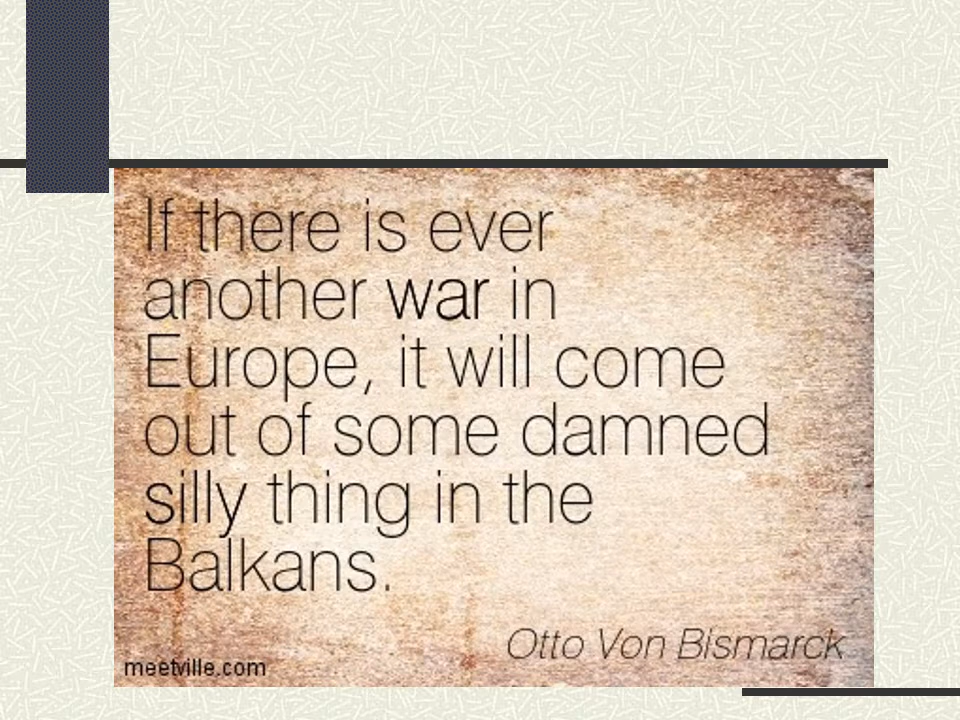 If there is ever
another war in
Europe, it will come
out of some damned
silly thing in the
Balkans.
Otto Von Bismarck
meetville.com